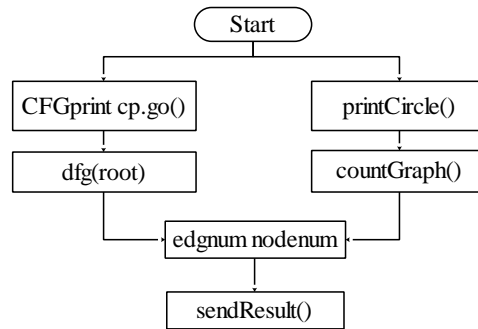 Start
CFGprint cp.go()
printCircle()
dfg(root)
countGraph()
edgnum nodenum
sendResult()